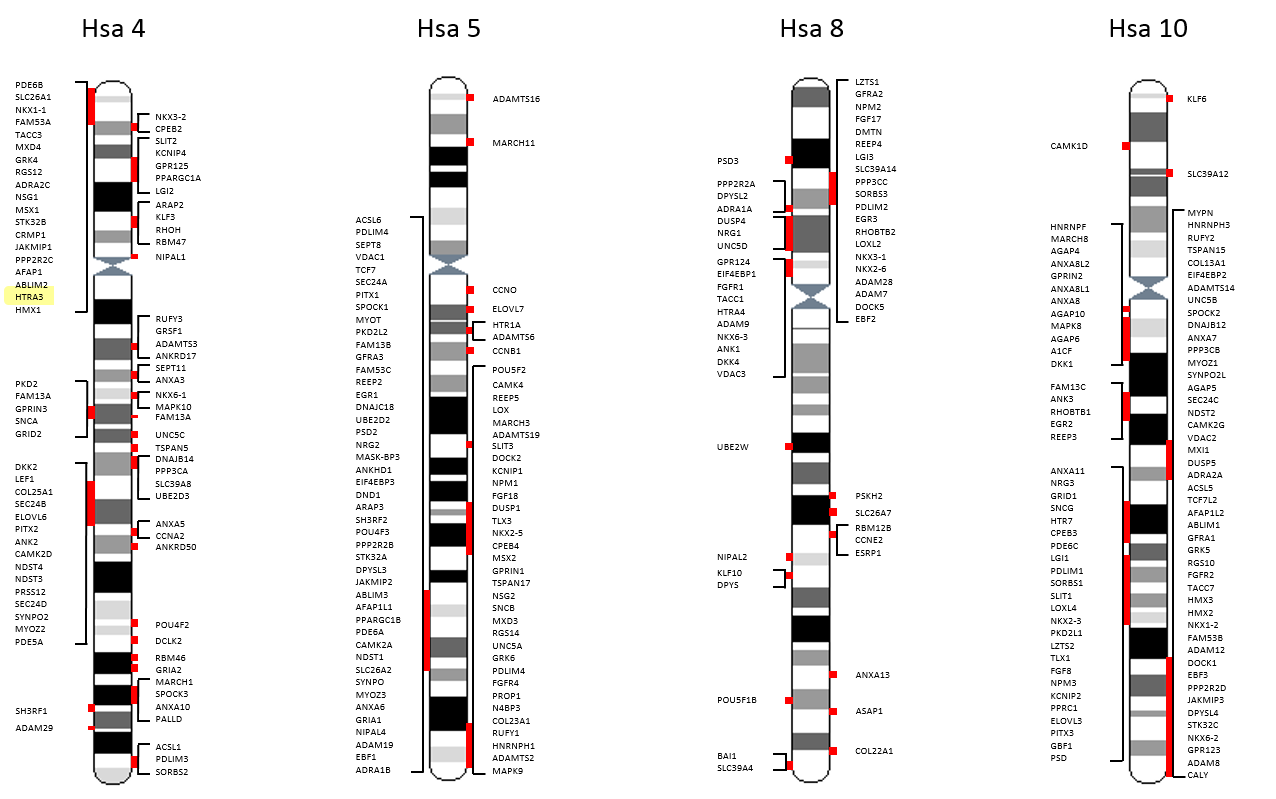 Hsa 4
PDE6B
SLC26A1
NKX1-1
FAM53A
TACC3
MXD4
GRK4
RGS12
ADRA2C
NSG1
MSX1
STK32B
CRMP1
JAKMIP1
PPP2R2C
AFAP1
ABLIM2
HTRA3
HMX1
PKD2
FAM13A
GPRIN3
SNCA
GRID2
DKK2
LEF1
COL25A1
SEC24B
ELOVL6
PITX2
ANK2
CAMK2D
NDST4
NDST3
PRSS12
SEC24D
SYNPO2
MYOZ2
PDE5A
SH3RF1
ADAM29
NKX3-2
CPEB2
SLIT2
KCNIP4
GPR125
PPARGC1A
LGI2
ARAP2
KLF3
RHOH
RBM47
NIPAL1
RUFY3
GRSF1
ADAMTS3
ANKRD17
SEPT11
ANXA3
NKX6-1
MAPK10
FAM13A
UNC5C
TSPAN5
DNAJB14
PPP3CA
SLC39A8
UBE2D3
ANXA5
CCNA2
ANKRD50
POU4F2
DCLK2
RBM46
GRIA2
MARCH1
SPOCK3
ANXA10
PALLD
ACSL1
PDLIM3
SORBS2
Hsa 5
ACSL6
PDLIM4
SEPT8
VDAC1
TCF7
SEC24A
PITX1
SPOCK1
MYOT
PKD2L2
FAM13B
GFRA3
FAM53C
REEP2
EGR1
DNAJC18
UBE2D2
PSD2
NRG2
MASK-BP3
ANKHD1
EIF4EBP3
DND1
ARAP3
SH3RF2
POU4F3
PPP2R2B
STK32A
DPYSL3
JAKMIP2
ABLIM3
AFAP1L1
PPARGC1B
PDE6A
CAMK2A
NDST1
SLC26A2
SYNPO
MYOZ3
ANXA6
GRIA1
NIPAL4
ADAM19
EBF1
ADRA1B
ADAMTS16
MARCH11
CCNO
ELOVL7
HTR1A
ADAMTS6
CCNB1
POU5F2
CAMK4
REEP5
LOX
MARCH3
ADAMTS19
SLIT3
DOCK2
KCNIP1
NPM1
FGF18
DUSP1
TLX3
NKX2-5
CPEB4
MSX2
GPRIN1
TSPAN17
NSG2
SNCB
MXD3
RGS14
UNC5A
GRK6
PDLIM4
FGFR4
PROP1
N4BP3
COL23A1
RUFY1
HNRNPH1
ADAMTS2
MAPK9
Hsa 8
PSD3
PPP2R2A
DPYSL2
ADRA1A
DUSP4
NRG1
UNC5D
GPR124
EIF4EBP1
FGFR1
TACC1
HTRA4
ADAM9
NKX6-3
ANK1
DKK4
VDAC3
UBE2W
NIPAL2
KLF10
DPYS
POU5F1B
BAI1
SLC39A4
LZTS1
GFRA2
NPM2
FGF17
DMTN
REEP4
LGI3
SLC39A14
PPP3CC
SORBS3
PDLIM2
EGR3
RHOBTB2
LOXL2
NKX3-1
NKX2-6
ADAM28
ADAM7
DOCK5
EBF2
PSKH2
SLC26A7
RBM12B
CCNE2
ESRP1
ANXA13
ASAP1
COL22A1
Hsa 10
CAMK1D
HNRNPF
MARCH8
AGAP4
ANXA8L2
GPRIN2
ANXA8L1
ANXA8
AGAP10
MAPK8
AGAP6
A1CF
DKK1
FAM13C
ANK3
RHOBTB1
EGR2
REEP3
ANXA11
NRG3
GRID1
SNCG
HTR7
CPEB3
PDE6C
LGI1
PDLIM1
SORBS1
SLIT1
LOXL4
NKX2-3
PKD2L1
LZTS2
TLX1
FGF8
NPM3
KCNIP2
PPRC1
ELOVL3
PITX3
GBF1
PSD
KLF6
SLC39A12
MYPN
HNRNPH3
RUFY2
TSPAN15
COL13A1
EIF4EBP2
ADAMTS14
UNC5B
SPOCK2
DNAJB12
ANXA7
PPP3CB
MYOZ1
SYNPO2L
AGAP5
SEC24C
NDST2
CAMK2G
VDAC2
MXI1
DUSP5
ADRA2A
ACSL5
TCF7L2
AFAP1L2
ABLIM1
GFRA1
GRK5
RGS10
FGFR2
TACC7
HMX3
HMX2
NKX1-2
FAM53B
ADAM12
DOCK1
EBF3
PPP2R2D
JAKMIP3
DPYSL4
STK32C
NKX6-2
GPR123
ADAM8
CALY